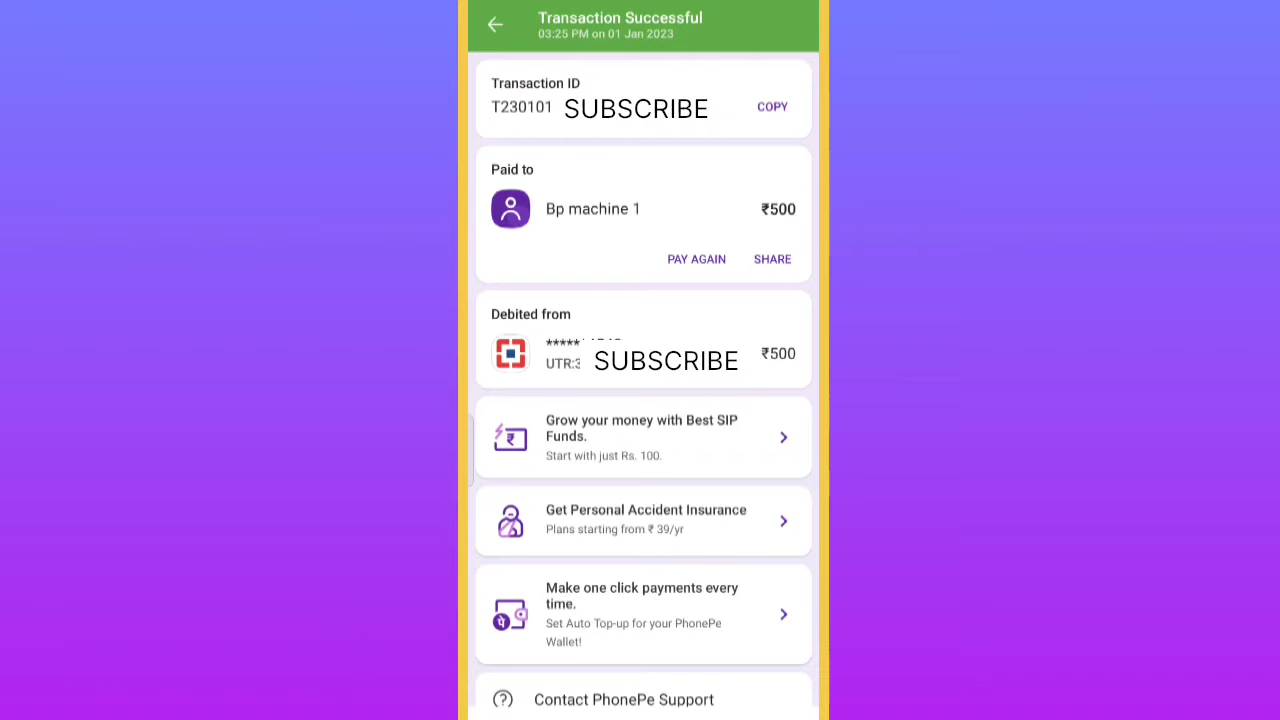 Transaction Successful
03:25 PM on 01 Jan 2023
Transaction ID
T230101 SUBSCRIBE COPY
Paid to
Bp machine 1 ₹500
PAY AGAIN SHARE
Debited from
*****
UTR:3 SUBSCRIBE ₹500
Grow your money with Best SIP
Funds.
Start with just Rs. 100.
Get Personal Accident Insurance
Plans starting from ₹ 39/yr
Make one click payments every
time.
Set Auto Top-up for your PhonePe
Wallet!
Contact PhonePe Support